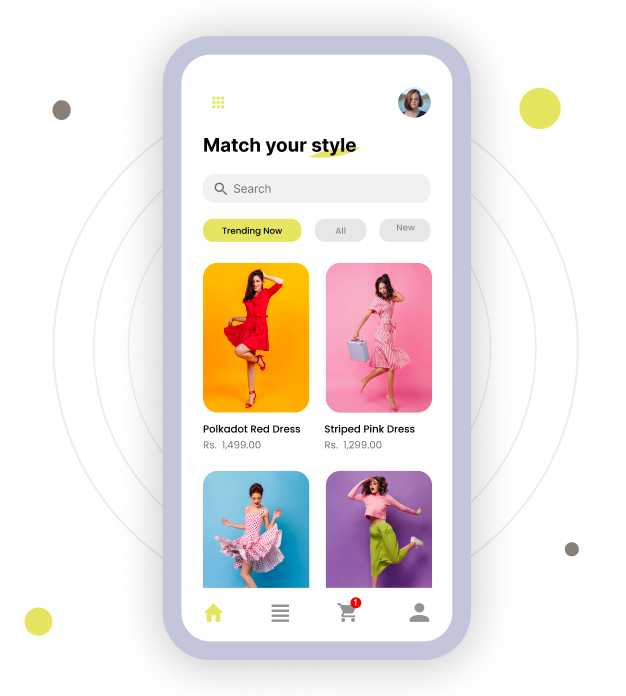 Match your style
Search
Trending Now
All
New
Polkadot Red Dress
Striped Pink Dress
Rs. 1,499.00
Rs. 1,299.00
1